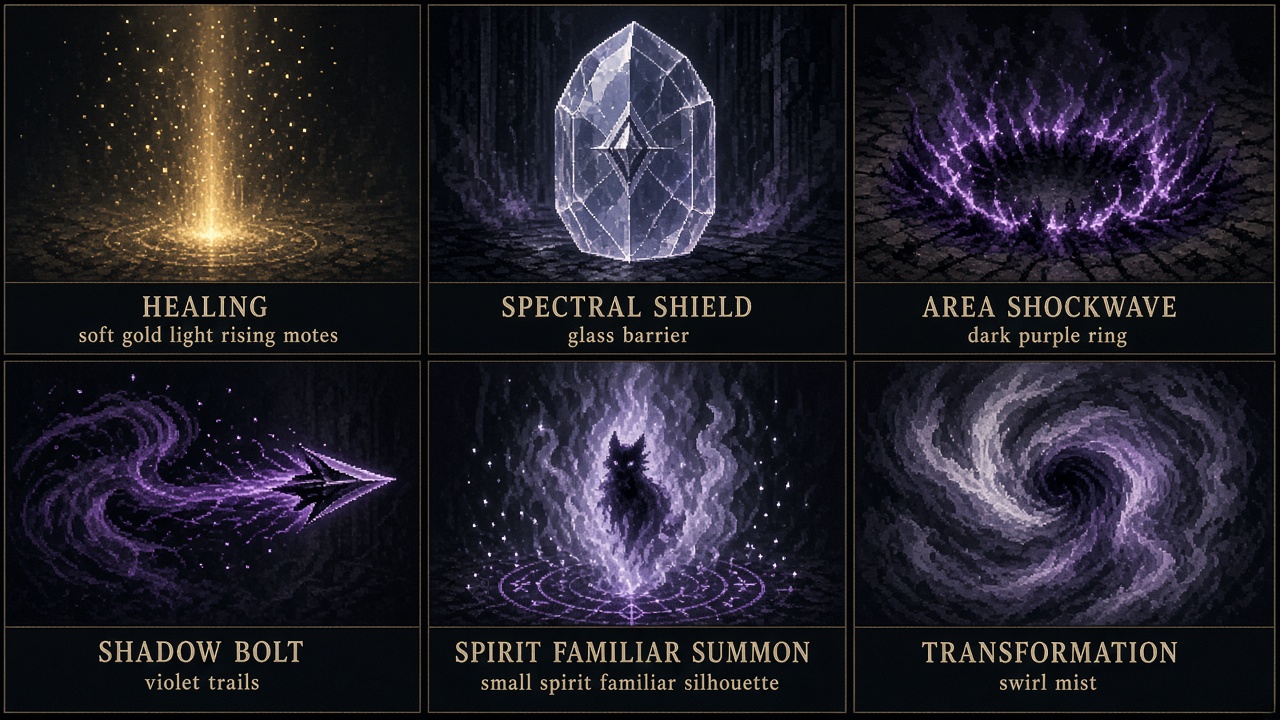 HEALING
soft gold light rising motes
SPECTRAL SHIELD
glass barrier
AREA SHOCKWAVE
dark purple ring
SHADOW BOLT
violet trails
SPIRIT FAMILIAR SUMMON
small spirit familiar silhouette
TRANSFORMATION
swirl mist